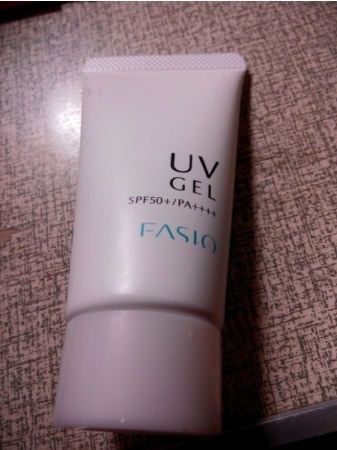 UV
GEL
SPF50+/PA++++
FASIO